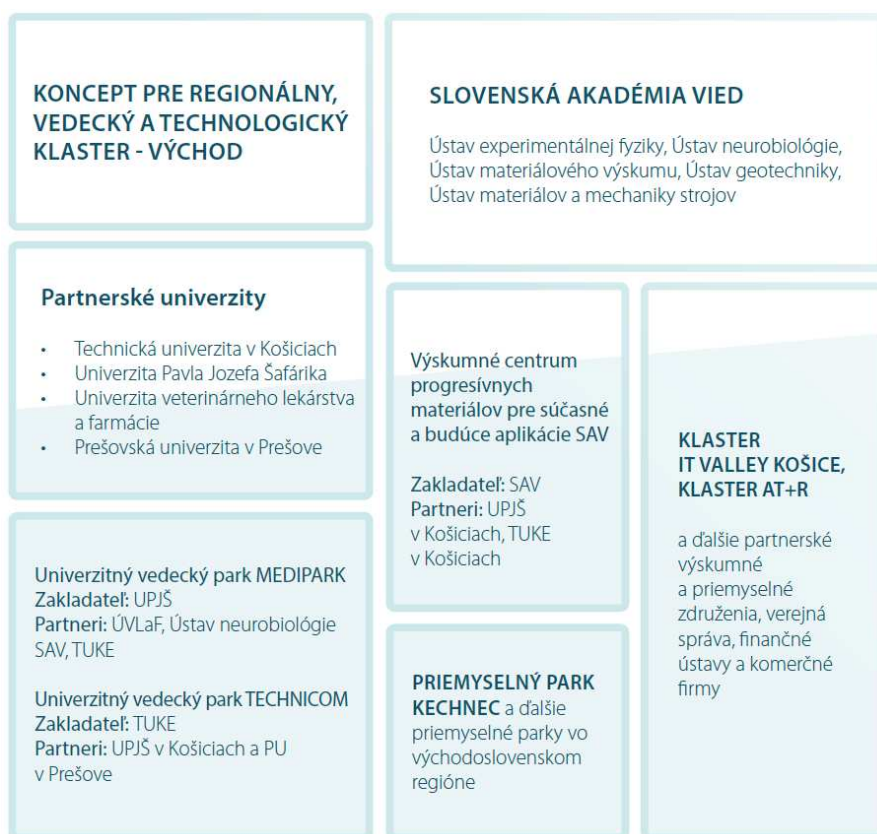 KONCEPT PRE REGIONÁLNY,
VEDECKÝ A TECHNOLOGICKÝ
KLASTER - VÝCHOD
SLOVENSKÁ AKADÉMIA VIED
Ústav experimentálnej fyziky, Ústav neurobiológie,
Ústav materiálového výskumu, Ústav geotechniky,
Ústav materiálov a mechaniky strojov
Partnerské univerzity
• Technická univerzita v Košiciach
• Univerzita Pavla Jozefa Šafárika
• Univerzita veterinárneho lekárstva
a farmácie
• Prešovská univerzita v Prešove
Výskumné centrum
progresívnych
materiálov pre súčasné
a budúce aplikácie SAV
Zakladateľ: SAV
Partneri: UPJŠ
v Košiciach, TUKE
v Košiciach
KLASTER
IT VALLEY KOŠICE,
KLASTER AT+R
a ďalšie partnerské
výskumné
a priemyselné
združenia, verejná
správa, finančné
ústavy a komerčné
firmy
Univerzitný vedecký park MEDIPARK
Zakladateľ: UPJŠ
Partneri: ÚVLaF, Ústav neurobiológie
SAV, TUKE
Univerzitný vedecký park TECHNICOM
Zakladateľ: TUKE
Partneri: UPJŠ v Košiciach a PU
v Prešove
PRIEMYSELNÝ PARK
KECHNEC a ďalšie
priemyselné parky vo
východoslovenskom
regióne